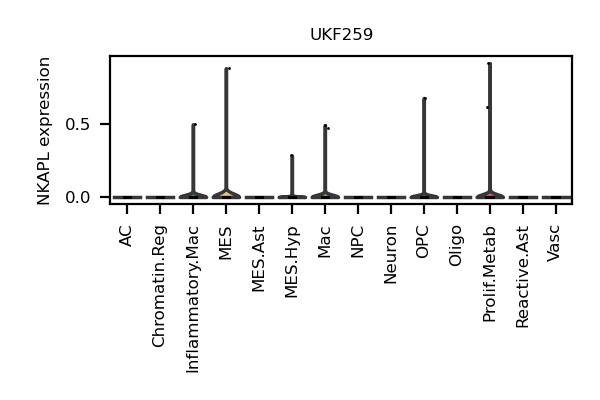 UKF259
NKAPL expression
0.5
0.0
AC
Chromatin.Reg
Inflammatory.Mac
MES
MES.Ast
MES.Hyp
Mac
NPC
Neuron
OPC
Oligo
Prolif.Metab
Reactive.Ast
Vasc